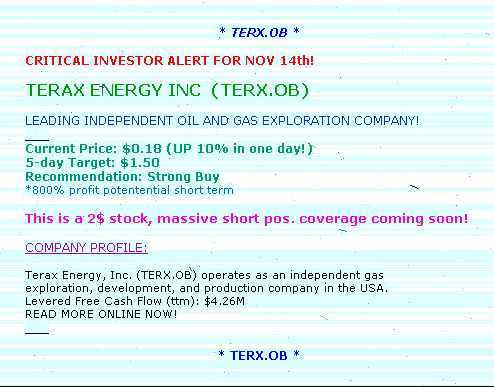 * TERX.OB *
CRITICAL INVESTOR ALERT FOR NOV 14th!
TERAX ENERGY INC (TERX.OB)
LEADING INDEPENDENT OIL AND GAS EXPLORATION COMPANY!
Current Price: $0.18 (UP 10% in one day!)
5-day Target: $1.50
Recommendation: Strong Buy
*800% profit potentential short term
This is a 2$ stock, massive short pos. coverage coming soon!
COMPANY PROFILE:
Terax Energy, Inc. (TERX.OB) operates as an independent gas
exploration, development, and production company in the USA.
Levered Free Cash Flow (ttm): $4.26M
READ MORE ONLINE NOW!
* TERX.OB *